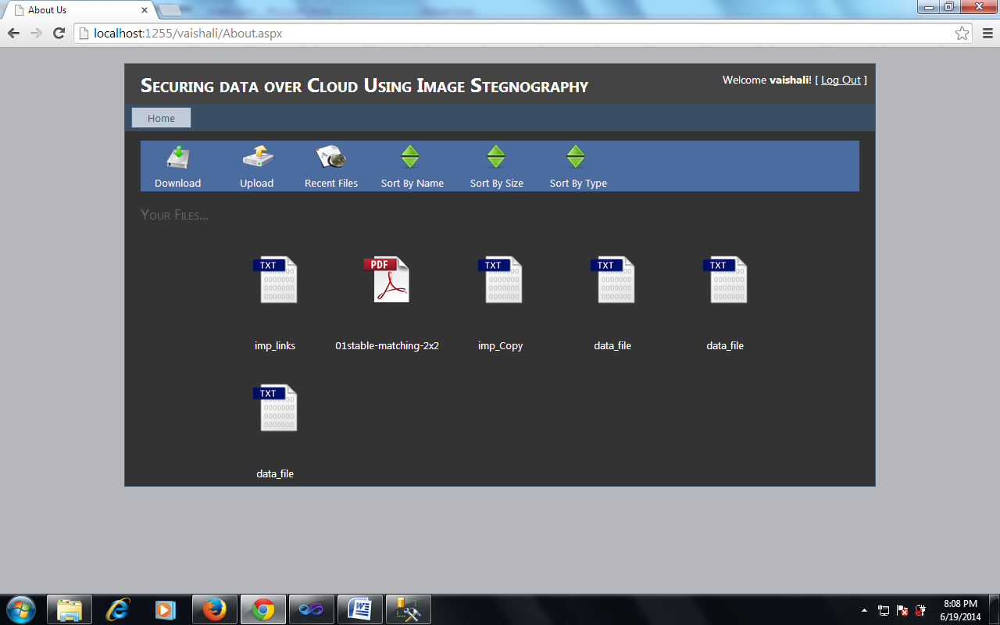 About Us
localhost:1255/vaishali/About.aspx
Securing data over Cloud Using Image Stegnography
Welcome vaishali! [ Log Out ]
Home
Download Upload Recent Files Sort By Name Sort By Size Sort By Type
Your Files...
TXT PDF TXT TXT TXT
imp_links 01stable-matching-2x2 imp_Copy data_file data_file
TXT
data_file
8:08 PM
6/19/2014